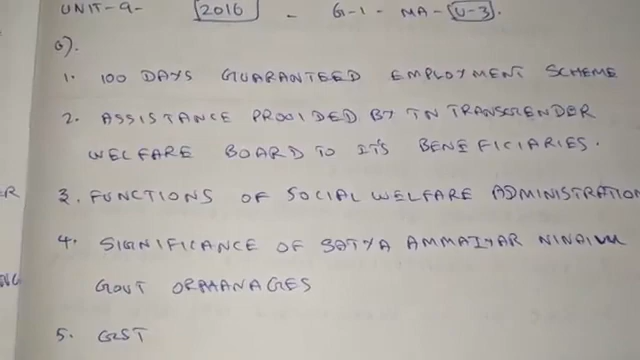 UNIT-9- 2016 - G-1 - MA-U-3.
6).
1. 100 DAYS GUARANTEED EMPLOYMENT SCHEME
2. ASSISTANCE PROVIDED BY TN TRANSGENDER
WELFARE BOARD TO IT'S BENEFICIARIES.
3. FUNCTIONS OF SOCIAL WELFARE ADMINISTRATION
4. SIGNIFICANCE OF SATYA AMMAIYAR NINAIVU
GOVT ORPHANAGES
5. GST